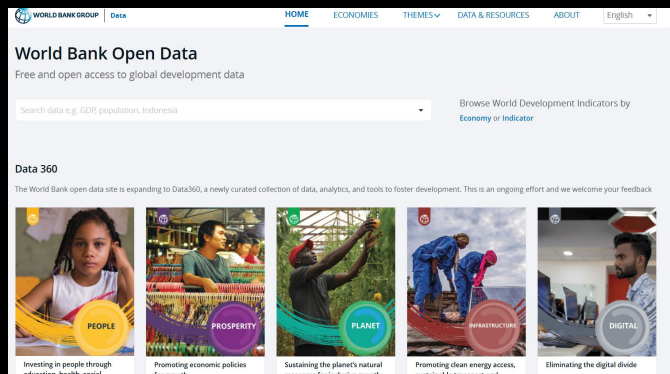 WORLD BANK GROUP Data
HOME ECONOMIES THEMES DATA & RESOURCES ABOUT English
World Bank Open Data
Free and open access to global development data
Search data e.g. GDP, population, Indonesia
Browse World Development Indicators by
Economy or Indicator
Data 360
The World Bank open data site is expanding to Data360, a newly curated collection of data, analytics, and tools to foster development. This is an ongoing effort and we welcome your feedback
PEOPLE
PROSPERITY
PLANET
INFRASTRUCTURE
DIGITAL
Investing in people through
Promoting economic policies
Sustaining the planet's natural
Promoting clean energy access,
Eliminating the digital divide